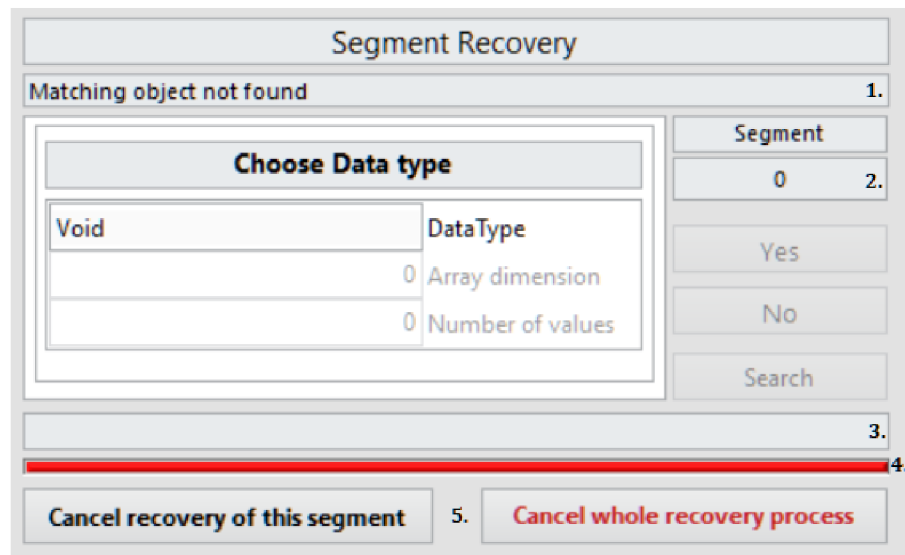 Segment Recovery
Matching object not found 1.
Segment
Choose Data type
0 2.
Void DataType
Yes
0 Array dimension
No
0 Number of values
Search
3.
4.
Cancel recovery of this segment 5. Cancel whole recovery process